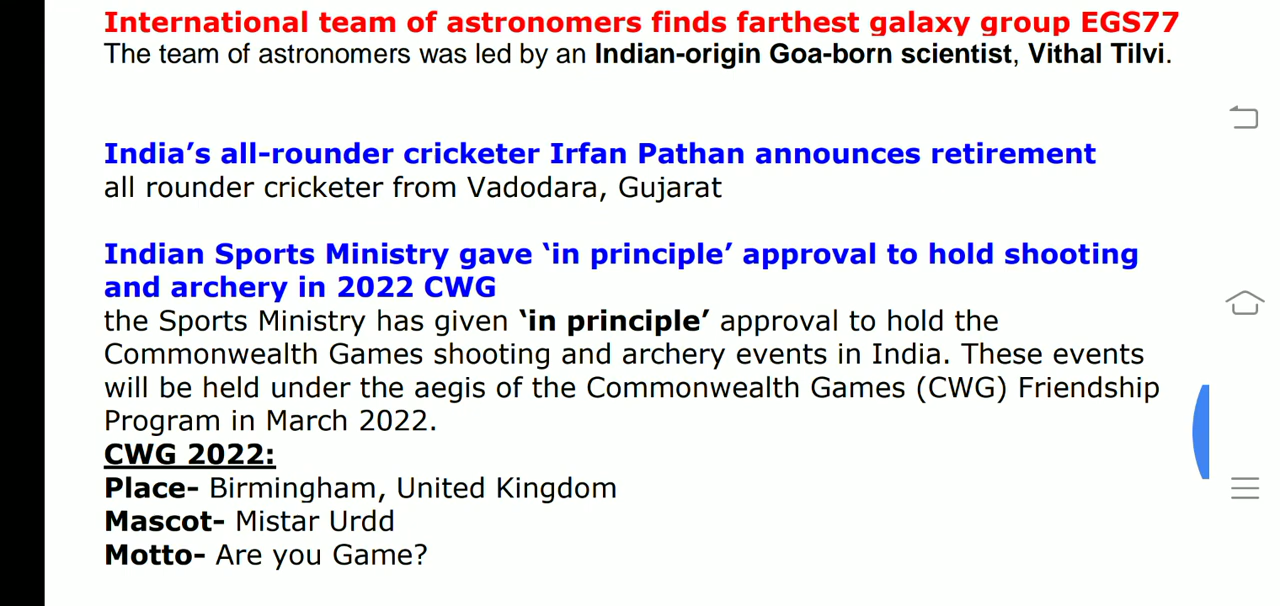 International team of astronomers finds farthest galaxy group EGS77
The team of astronomers was led by an Indian-origin Goa-born scientist, Vithal Tilvi.
India’s all-rounder cricketer Irfan Pathan announces retirement
all rounder cricketer from Vadodara, Gujarat
Indian Sports Ministry gave ‘in principle’ approval to hold shooting
and archery in 2022 CWG
the Sports Ministry has given ‘in principle’ approval to hold the
Commonwealth Games shooting and archery events in India. These events
will be held under the aegis of the Commonwealth Games (CWG) Friendship
Program in March 2022.
CWG 2022:
Place- Birmingham, United Kingdom
Mascot- Mistar Urdd
Motto- Are you Game?